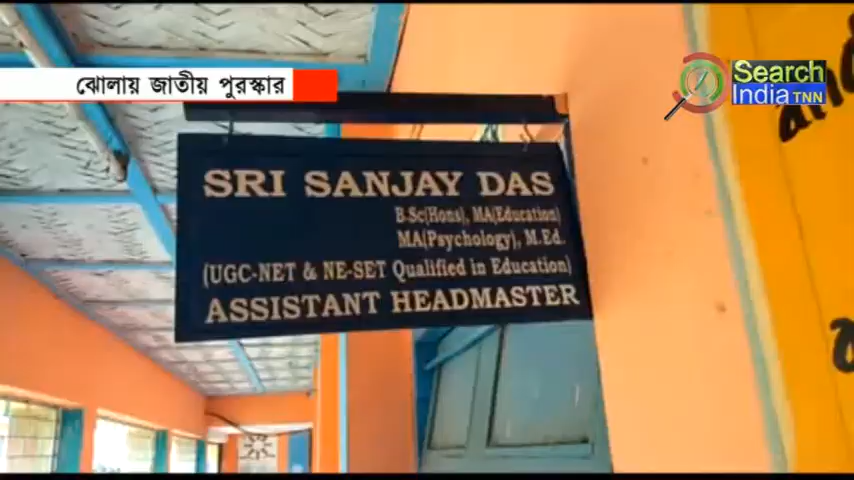 ঝোলায় জাতীয় পুরস্কার
Search
India TNN
SRI SANJAY DAS
B.Sc(Hons), MA(Education)
MA(Psychology), M.Ed.
(UGC-NET & NE-SET Qualified in Education)
ASSISTANT HEADMASTER